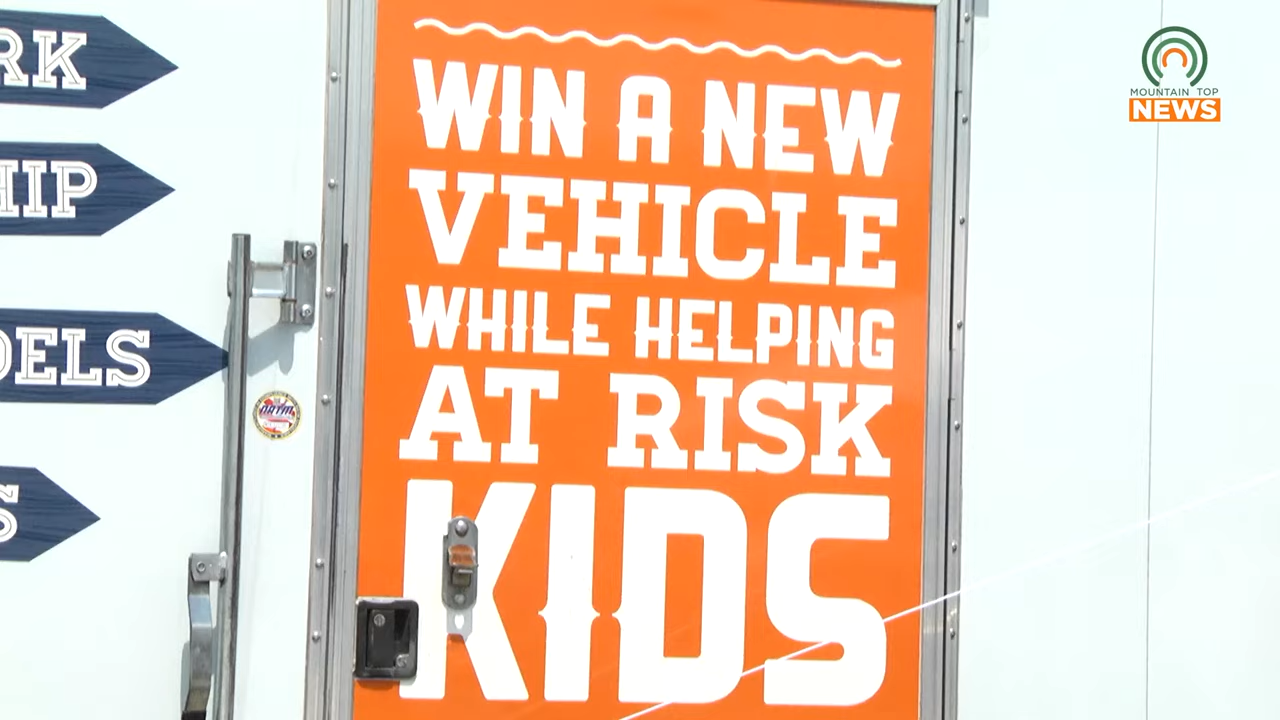 WIN A NEW
VEHICLE
WHILE HELPING
AT RISK
KIDS
RK
HIP
DELS
S
MOUNTAIN TOP
NEWS